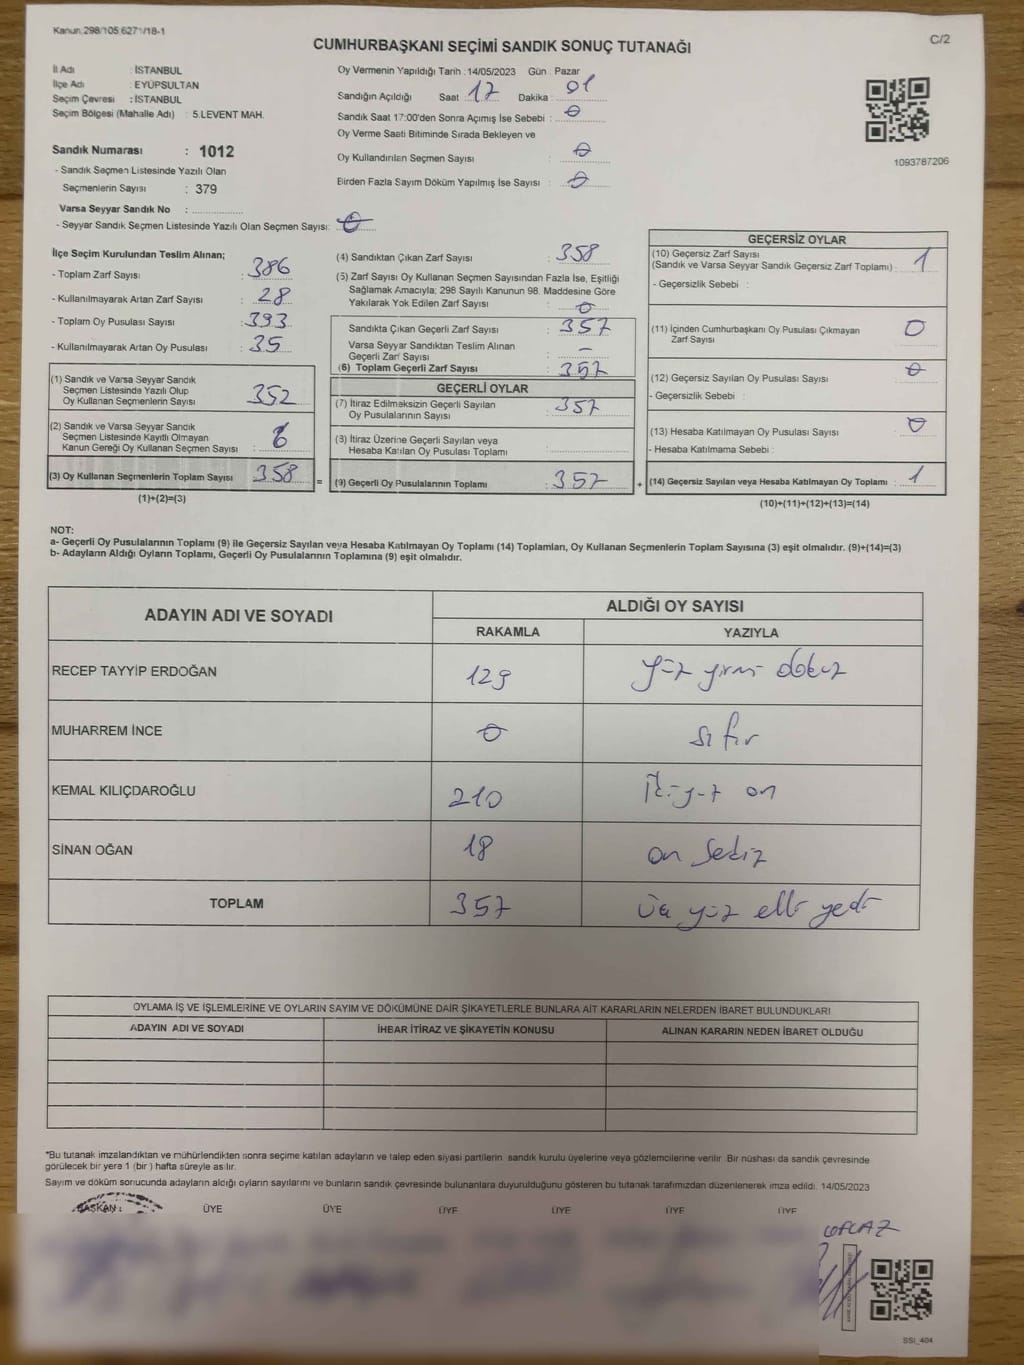 Kanun.298/105.6271/18-1
C/2
CUMHURBAŞKANI SEÇİMİ SANDIK SONUÇ TUTANAĞI
İl Adı : İSTANBUL
İlçe Adı : EYÜPSULTAN
Seçim Çevresi : İSTANBUL
Seçim Bölgesi (Mahalle Adı) : 5.LEVENT MAH.
Sandık Numarası : 1012
- Sandık Seçmen Listesinde Yazılı Olan
Seçmenlerin Sayısı : 379
Varsa Seyyar Sandık No :
- Seyyar Sandık Seçmen Listesinde Yazılı Olan Seçmen Sayısı: 0
Oy Vermenin Yapıldığı Tarih :14/05/2023 Gün : Pazar
Sandığın Açıldığı Saat 17 Dakika : 01
Sandık Saat 17:00'den Sonra Açımış İse Sebebi : 0
Oy Verme Saati Bitiminde Sırada Bekleyen ve
Oy Kullandırılan Seçmen Sayısı : 0
Birden Fazla Sayım Döküm Yapılmış İse Sayısı : 0
1093787206
İlçe Seçim Kurulundan Teslim Alınan;
- Toplam Zarf Sayısı : 386
- Kullanılmayarak Artan Zarf Sayısı : 28
- Toplam Oy Pusulası Sayısı : 393
- Kullanılmayarak Artan Oy Pusulası : 35
(1) Sandık ve Varsa Seyyar Sandık
Seçmen Listesinde Yazılı Olup
Oy Kullanan Seçmenlerin Sayısı : 352
(2) Sandık ve Varsa Seyyar Sandık
Seçmen Listesinde Kayıtlı Olmayan
Kanun Gereği Oy Kullanan Seçmen Sayısı : 6
(3) Oy Kullanan Seçmenlerin Toplam Sayısı : 358
(1)+(2)=(3)
=
(4) Sandıktan Çıkan Zarf Sayısı : 358
(5) Zarf Sayısı Oy Kullanan Seçmen Sayısından Fazla İse, Eşitliği
Sağlamak Amacıyla; 298 Sayılı Kanunun 98. Maddesine Göre
Yakılarak Yok Edilen Zarf Sayısı : 0
Sandıkta Çıkan Geçerli Zarf Sayısı : 357
Varsa Seyyar Sandıktan Teslim Alınan
Geçerli Zarf Sayısı : -
(6) Toplam Geçerli Zarf Sayısı : 357
GEÇERLİ OYLAR
(7) İtiraz Edilmeksizin Geçerli Sayılan
Oy Pusulalarının Sayısı : 357
(3) İtiraz Üzerine Geçerli Sayılan veya
Hesaba Katılan Oy Pusulası Toplamı :
(9) Geçerli Oy Pusulalarının Toplamı : 357
+
GEÇERSİZ OYLAR
(10) Geçersiz Zarf Sayısı
(Sandık ve Varsa Seyyar Sandık Geçersiz Zarf Toplamı) : 1
- Geçersizlik Sebebi :
(11) İçinden Cumhurbaşkanı Oy Pusulası Çıkmayan
Zarf Sayısı : 0
(12) Geçersiz Sayılan Oy Pusulası Sayısı : 0
- Geçersizlik Sebebi :
(13) Hesaba Katılmayan Oy Pusulası Sayısı : 0
- Hesaba Katılmama Sebebi :
(14) Geçersiz Sayılan veya Hesaba Katılmayan Oy Toplamı : 1
(10)+(11)+(12)+(13)=(14)
NOT:
a- Geçerli Oy Pusulalarının Toplamı (9) ile Geçersiz Sayılan veya Hesaba Katılmayan Oy Toplamı (14) Toplamları, Oy Kullanan Seçmenlerin Toplam Sayısına (3) eşit olmalıdır. (9)+(14)=(3)
b- Adayların Aldığı Oyların Toplamı, Geçerli Oy Pusulalarının Toplamına (9) eşit olmalıdır.
ADAYIN ADI VE SOYADI ALDIĞI OY SAYISI
RAKAMLA YAZIYLA
RECEP TAYYİP ERDOĞAN 129 yüz yirmi dokuz
MUHARREM İNCE 0 sıfır
KEMAL KILIÇDAROĞLU 210 İki yüz on
SİNAN OĞAN 18 on sekiz
TOPLAM 357 Üç yüz elli yedi
OYLAMA İŞ VE İŞLEMLERİNE VE OYLARIN SAYIM VE DÖKÜMÜNE DAİR ŞİKAYETLERLE BUNLARA AİT KARARLARIN NELERDEN İBARET BULUNDUKLARI
ADAYIN ADI VE SOYADI İHBAR İTİRAZ VE ŞİKAYETİN KONUSU ALINAN KARARIN NEDEN İBARET OLDUĞU
*Bu tutanak imzalandıktan ve mühürlendikten sonra seçime katılan adayların ve talep eden siyasi partilerin sandık kurulu üyelerine veya gözlemcilerine verilir. Bir nüshası da sandık çevresinde
görülecek bir yere 1 (bir ) hafta süreyle asılır.
Sayım ve döküm sonucunda adayların aldığı oyların sayılarını ve bunların sandık çevresinde bulunanlara duyurulduğunu gösteren bu tutanak tarafımızdan düzenlenerek imza edildi. 14/05/2023
BAŞKAN : ÜYE ÜYE ÜYE ÜYE ÜYE ÜYE
SSI_404